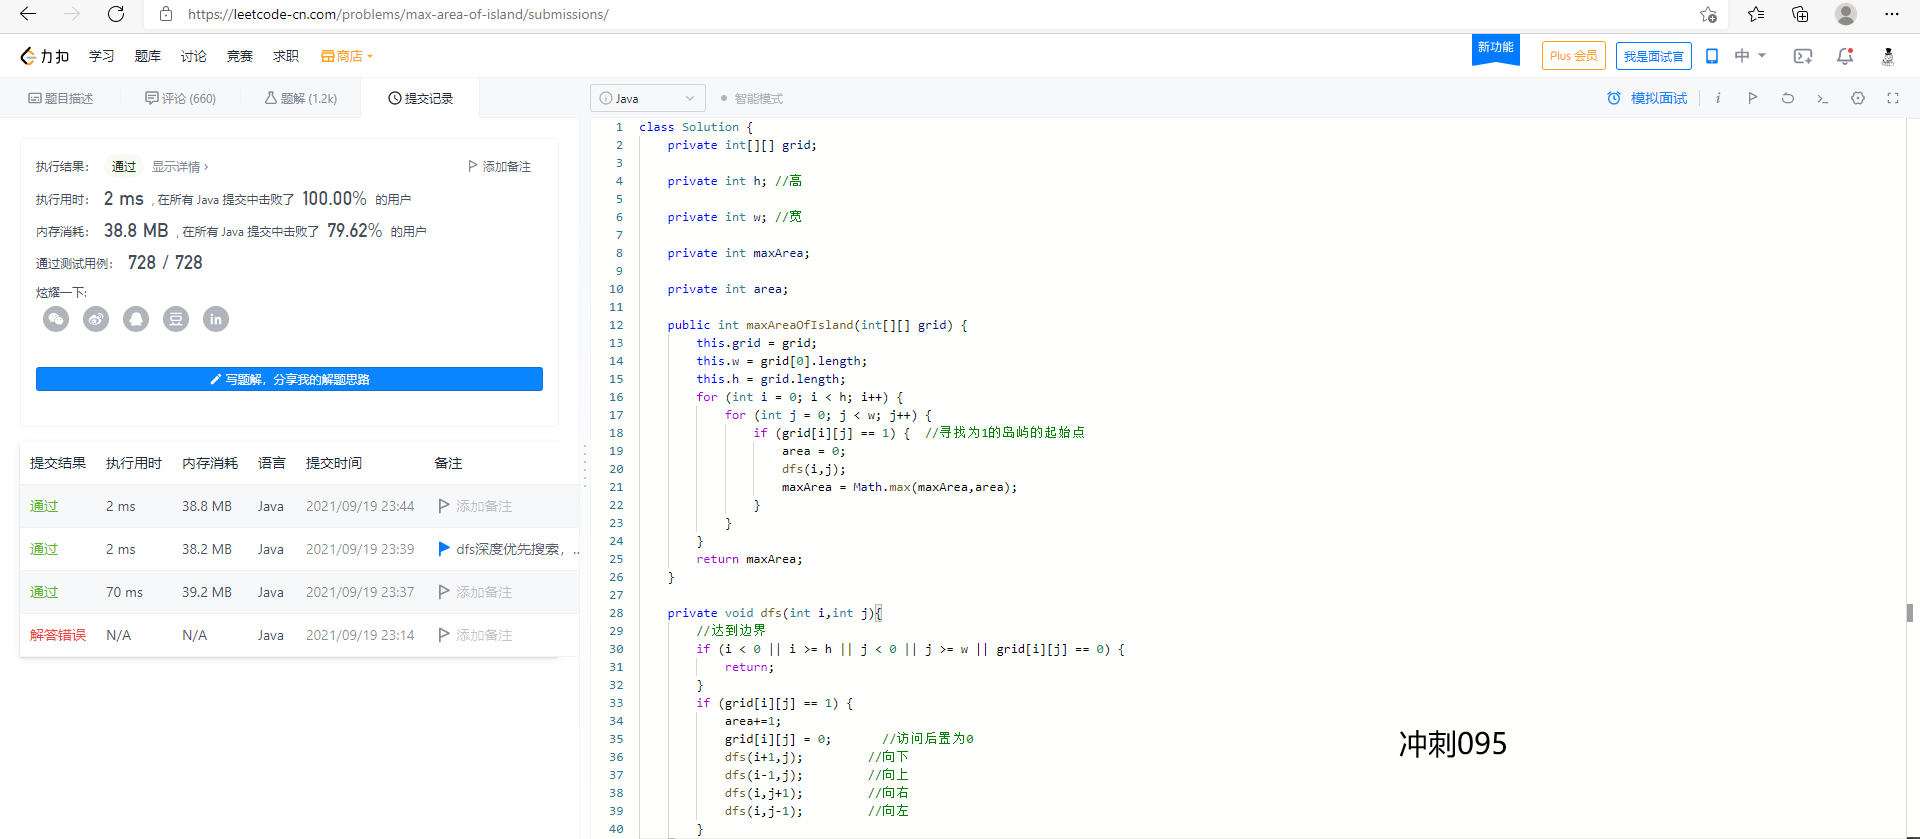 https://leetcode-cn.com/problems/max-area-of-island/submissions/
力扣 学习 题库 讨论 竞赛 求职 商店 新功能 Plus 会员 我是面试官 中
题目描述 评论 (660) 题解 (1.2k) 提交记录 Java 智能模式 模拟面试
执行结果： 通过 显示详情 › 添加备注
执行用时： 2 ms , 在所有 Java 提交中击败了 100.00% 的用户
内存消耗： 38.8 MB , 在所有 Java 提交中击败了 79.62% 的用户
通过测试用例： 728 / 728
炫耀一下:
豆 in
写题解，分享我的解题思路
提交结果 执行用时 内存消耗 语言 提交时间 备注
通过 2 ms 38.8 MB Java 2021/09/19 23:44 添加备注
通过 2 ms 38.2 MB Java 2021/09/19 23:39 dfs深度优先搜索，...
通过 70 ms 39.2 MB Java 2021/09/19 23:37 添加备注
解答错误 N/A N/A Java 2021/09/19 23:14 添加备注
1 class Solution {
2 private int[][] grid;
3
4 private int h; //高
5
6 private int w; //宽
7
8 private int maxArea;
9
10 private int area;
11
12 public int maxAreaOfIsland(int[][] grid) {
13 this.grid = grid;
14 this.w = grid[0].length;
15 this.h = grid.length;
16 for (int i = 0; i < h; i++) {
17 for (int j = 0; j < w; j++) {
18 if (grid[i][j] == 1) { //寻找为1的岛屿的起始点
19 area = 0;
20 dfs(i,j);
21 maxArea = Math.max(maxArea,area);
22 }
23 }
24 }
25 return maxArea;
26 }
27
28 private void dfs(int i,int j){
29 //达到边界
30 if (i < 0 || i >= h || j < 0 || j >= w || grid[i][j] == 0) {
31 return;
32 }
33 if (grid[i][j] == 1) {
34 area+=1;
35 grid[i][j] = 0; //访问后置为0
36 dfs(i+1,j); //向下
37 dfs(i-1,j); //向上
38 dfs(i,j+1); //向右
39 dfs(i,j-1); //向左
40 }
冲刺095